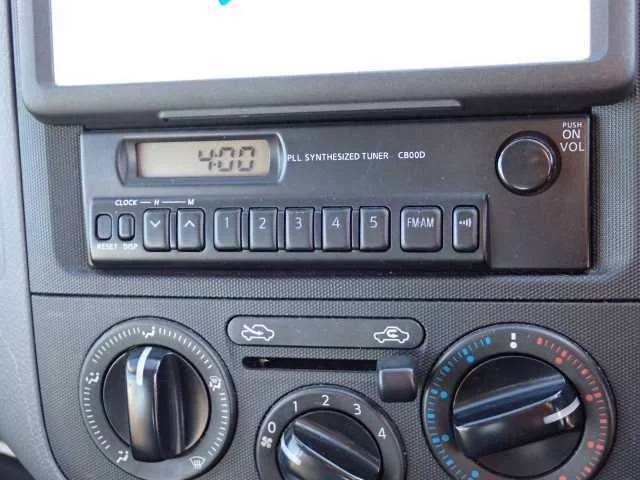 4:00
PLL SYNTHESIZED TUNER CB00D
PUSH
ON
VOL
CLOCK H M
1 2 3 4 5 FM·AM
RESET DISP
0 1 2 3 4